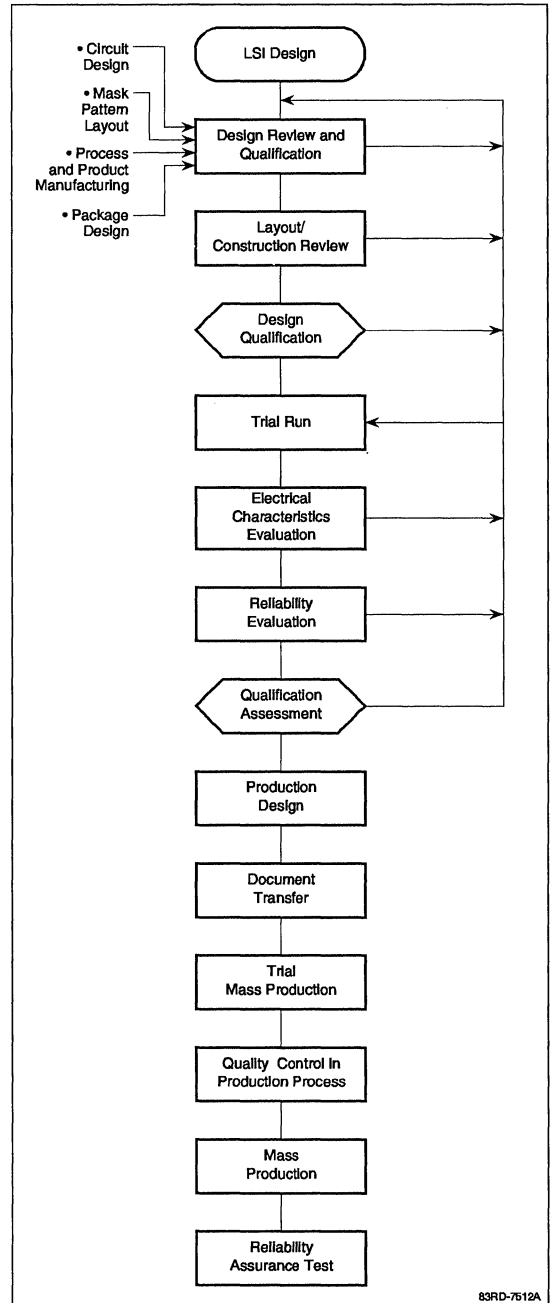 LSI Design
• Circuit
Design
• Mask
Pattern
Layout
• Process
and Product
Manufacturing
• Package
Design
Design Review and
Qualification
Layout/
Construction Review
Design
Qualification
Trial Run
Electrical
Characteristics
Evaluation
Reliability
Evaluation
Qualification
Assessment
Production
Design
Document
Transfer
Trial
Mass Production
Quality Control in
Production Process
Mass
Production
Reliability
Assurance Test
83RD-7512A